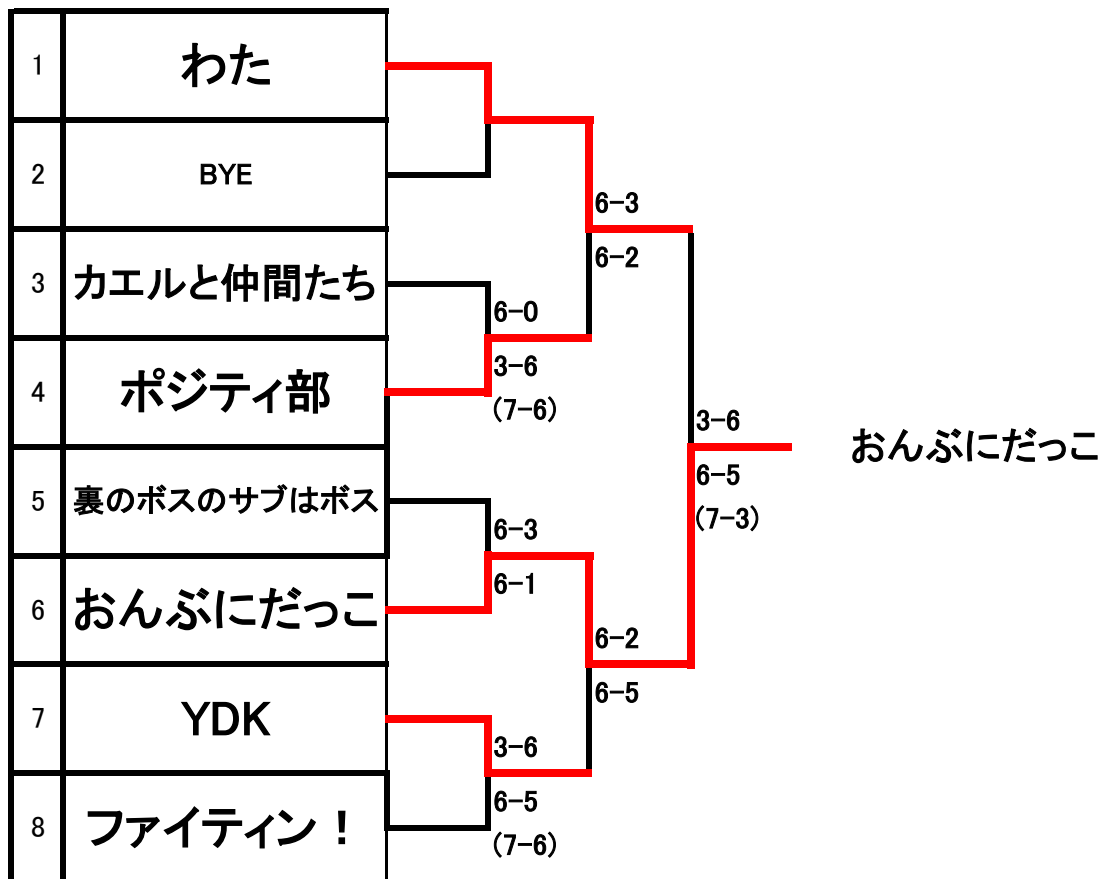 1 わた
2 BYE
3 カエルと仲間たち
4 ポジティ部
5 裏のボスのサブはボス
6 おんぶにだっこ
7 YDK
8 ファイティン！
6-0
3-6
(7-6)
6-3
6-1
3-6
6-5
(7-6)
6-3
6-2
6-2
6-5
3-6
6-5
(7-3)
おんぶにだっこ